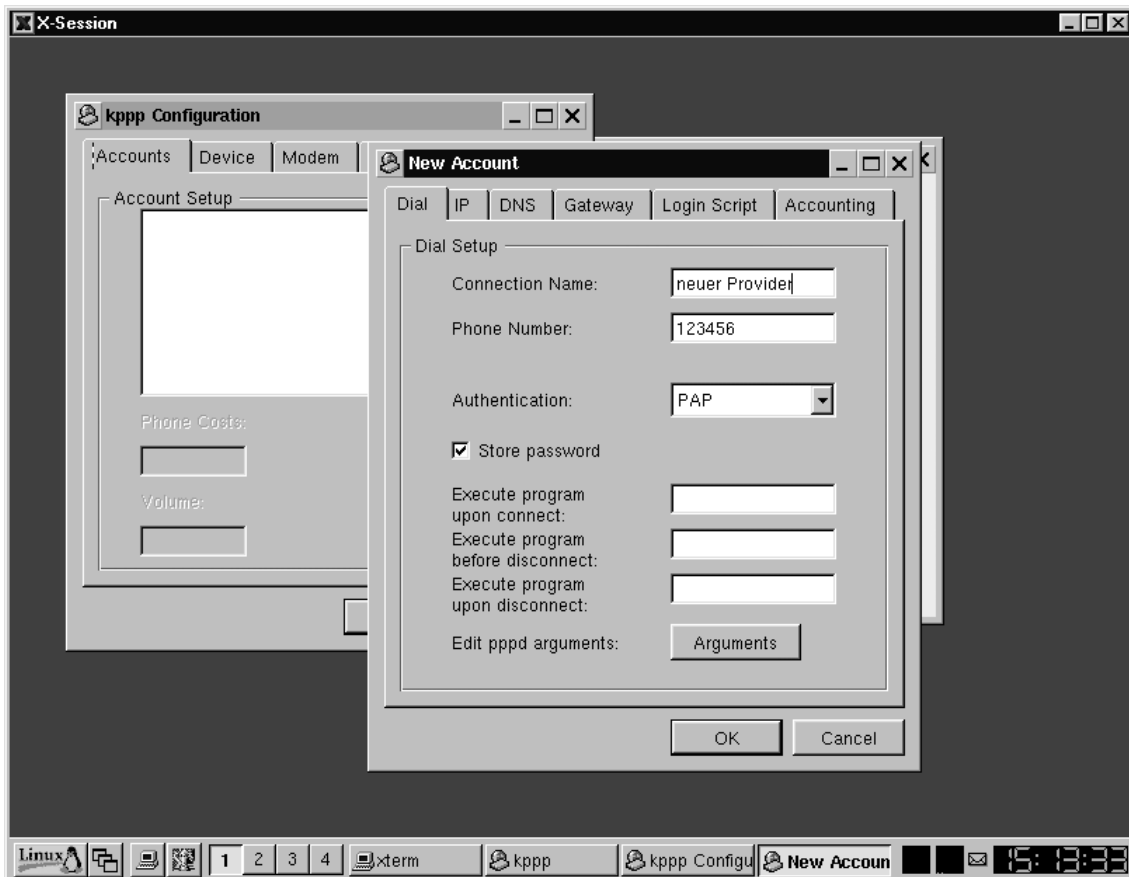 X-Session
kppp Configuration
Accounts Device Modem
Account Setup
Phone Costs:
Volume:
New Account
Dial IP DNS Gateway Login Script Accounting
Dial Setup
Connection Name: neuer Provider
Phone Number: 123456
Authentication: PAP
Store password
Execute program
upon connect:
Execute program
before disconnect:
Execute program
upon disconnect:
Edit pppd arguments: Arguments
OK Cancel
Linux 1 2 3 4 xterm kppp kppp Configu New Accoun 15:13:33